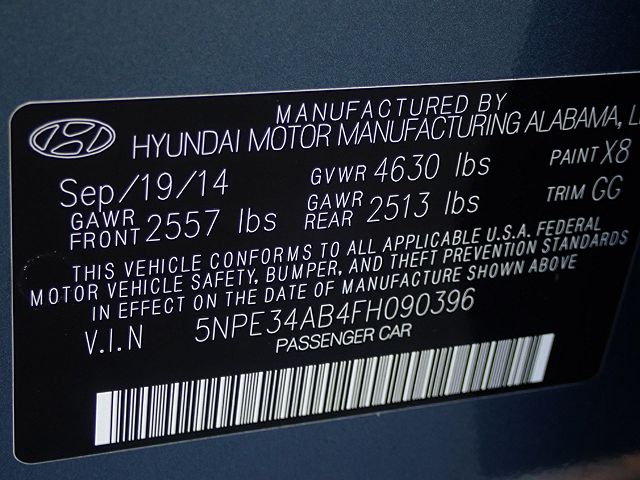 MANUFACTURED BY
HYUNDAI MOTOR MANUFACTURING ALABAMA,
Sep/19/14 GVWR 4630 lbs PAINT X8
GAWR FRONT 2557 lbs GAWR REAR 2513 lbs TRIM GG
THIS VEHICLE CONFORMS TO ALL APPLICABLE U.S.A. FEDERAL
MOTOR VEHICLE SAFETY, BUMPER, AND THEFT PREVENTION STANDARDS
IN EFFECT ON THE DATE OF MANUFACTURE SHOWN ABOVE
V.I.N 5NPE34AB4FH090396
PASSENGER CAR